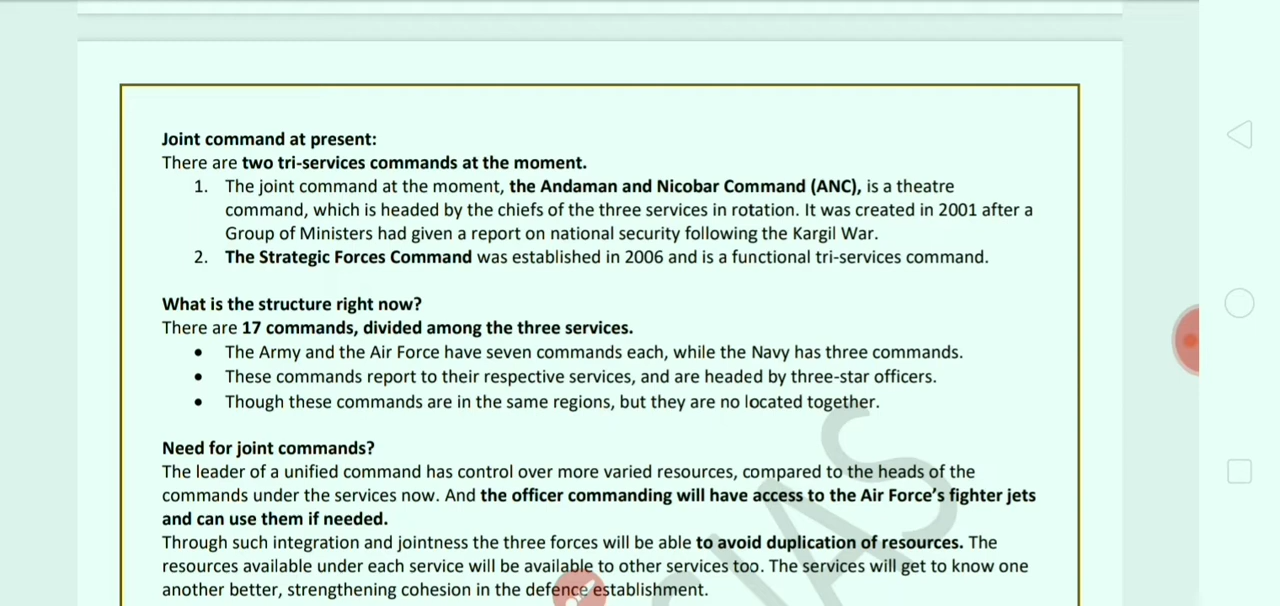 Joint command at present:
There are two tri-services commands at the moment.
1. The joint command at the moment, the Andaman and Nicobar Command (ANC), is a theatre
command, which is headed by the chiefs of the three services in rotation. It was created in 2001 after a
Group of Ministers had given a report on national security following the Kargil War.
2. The Strategic Forces Command was established in 2006 and is a functional tri-services command.
What is the structure right now?
There are 17 commands, divided among the three services.
• The Army and the Air Force have seven commands each, while the Navy has three commands.
• These commands report to their respective services, and are headed by three-star officers.
• Though these commands are in the same regions, but they are no located together.
Need for joint commands?
The leader of a unified command has control over more varied resources, compared to the heads of the
commands under the services now. And the officer commanding will have access to the Air Force's fighter jets
and can use them if needed.
Through such integration and jointness the three forces will be able to avoid duplication of resources. The
resources available under each service will be available to other services too. The services will get to know one
another better, strengthening cohesion in the defence establishment.